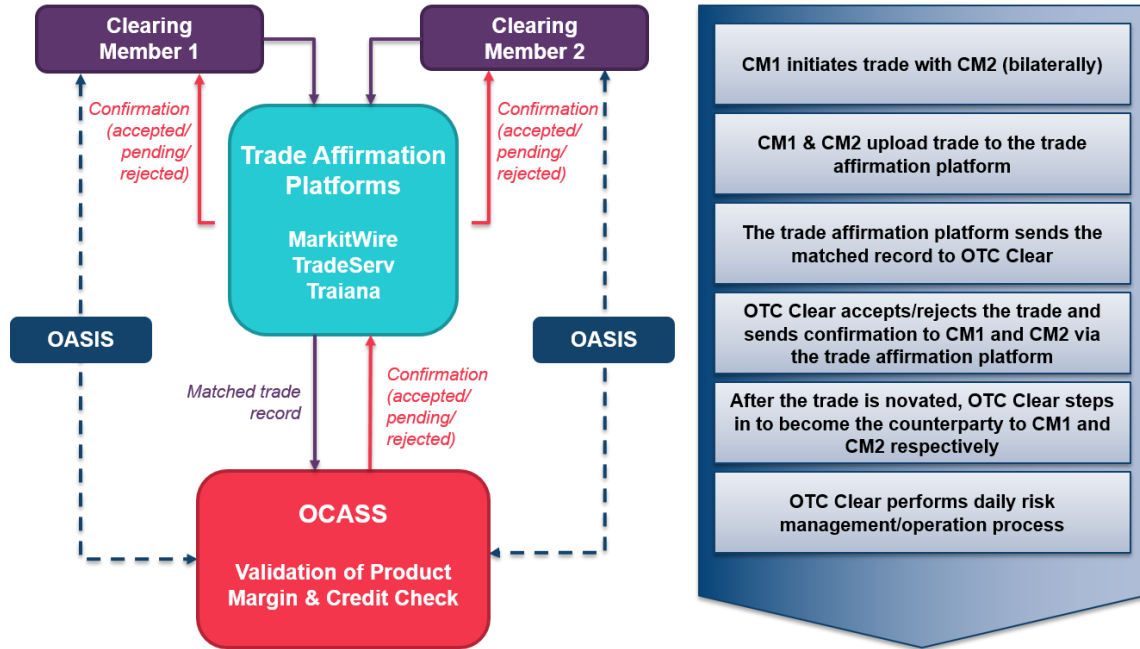 Clearing
Member 1
Clearing
Member 2
Confirmation
(accepted/
pending/
rejected)
Confirmation
(accepted/
pending/
rejected)
Trade Affirmation
Platforms
MarkitWire
TradeServ
Traiana
OASIS
OASIS
Matched trade
record
Confirmation
(accepted/
pending/
rejected)
OCASS
Validation of Product
Margin & Credit Check
CM1 initiates trade with CM2 (bilaterally)
CM1 & CM2 upload trade to the trade
affirmation platform
The trade affirmation platform sends the
matched record to OTC Clear
OTC Clear accepts/rejects the trade and
sends confirmation to CM1 and CM2 via
the trade affirmation platform
After the trade is novated, OTC Clear steps
in to become the counterparty to CM1 and
CM2 respectively
OTC Clear performs daily risk
management/operation process